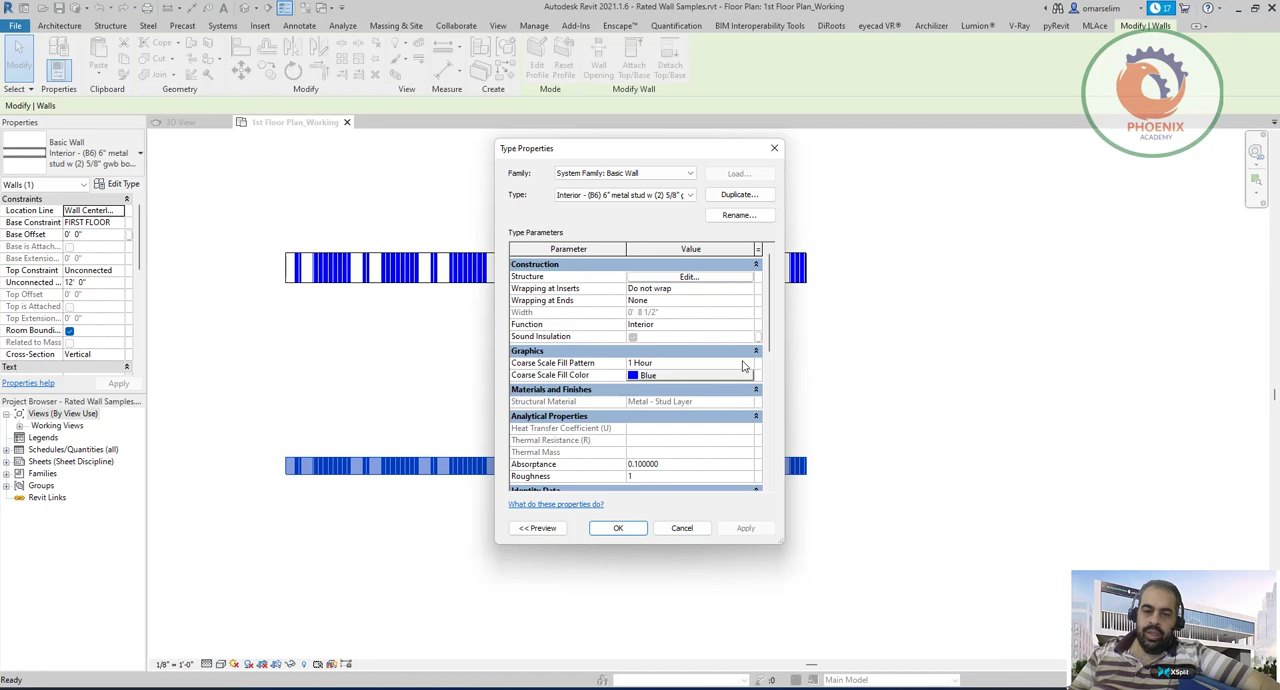 Autodesk Revit 2021.1.6 - Rated Wall Samples.rvt - Floor Plan: 1st Floor Plan_Working
omarselim
17
File Architecture Structure Steel Precast Systems Insert Annotate Analyze Massing & Site Collaborate View Manage Add-Ins Enscape™ Quantification BIM Interoperability Tools DiRoots eyecad VR® Archilizer Lumion® V-Ray pyRevit MLAce Modify | Walls
Modify
Paste
Cope
Cut
Join
Edit Profile
Reset Profile
Wall Opening
Attach Top/Base
Detach Top/Base
Select Properties Clipboard Geometry Modify View Measure Create Mode Modify Wall
Modify | Walls
PHOENIX
ACADEMY
Properties
3D View
1st Floor Plan_Working
Basic Wall
Interior - (B6) 6" metal
stud w (2) 5/8" gwb bo...
Walls (1)
Edit Type
Constraints
Location Line Wall Centerl...
Base Constraint FIRST FLOOR
Base Offset 0' 0"
Base is Attach...
Base Extension...
Top Constraint Unconnected
Unconnected ... 12' 0"
Top Offset 0' 0"
Top is Attached
Top Extension... 0' 0"
Room Boundi...
Related to Mass
Cross-Section Vertical
Text
Properties help
Apply
Project Browser - Rated Wall Samples....
Views (By View Use)
Working Views
Legends
Schedules/Quantities (all)
Sheets (Sheet Discipline)
Families
Groups
Revit Links
Type Properties
Family: System Family: Basic Wall Load...
Type: Interior - (B6) 6" metal stud w (2) 5/8" g Duplicate...
Rename...
Type Parameters
Parameter Value =
Construction
Structure Edit...
Wrapping at Inserts Do not wrap
Wrapping at Ends None
Width 0' 8 1/2"
Function Interior
Sound Insulation
Graphics
Coarse Scale Fill Pattern 1 Hour
Coarse Scale Fill Color Blue
Materials and Finishes
Structural Material Metal - Stud Layer
Analytical Properties
Heat Transfer Coefficient (U)
Thermal Resistance (R)
Thermal Mass
Absorptance 0.100000
Roughness 1
Identity Data
What do these properties do?
<< Preview OK Cancel Apply
1/8" = 1'-0"
Ready
:0
Main Model
XSplit